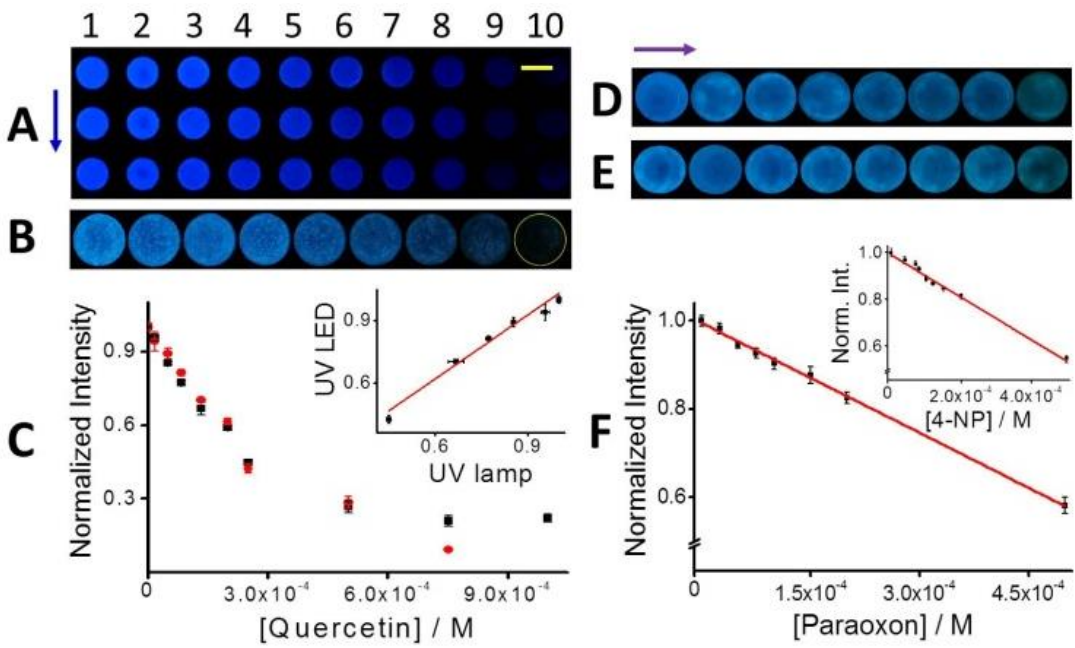 1 2 3 4 5 6 7 8 9 10
A
B
D
E
C
Normalized Intensity
0.9
0.6
0.3
0
3.0x10⁻⁴
6.0x10⁻⁴
9.0x10⁻⁴
[Quercetin] / M
UV LED
0.9
0.6
0.6
0.9
UV lamp
F
Normalized Intensity
1.0
0.8
0.6
0
1.5x10⁻⁴
3.0x10⁻⁴
4.5x10⁻⁴
[Paraoxon] / M
Norm. Int.
1.0
0.8
0.6
0
2.0x10⁻⁴
4.0x10⁻⁴
[4-NP] / M